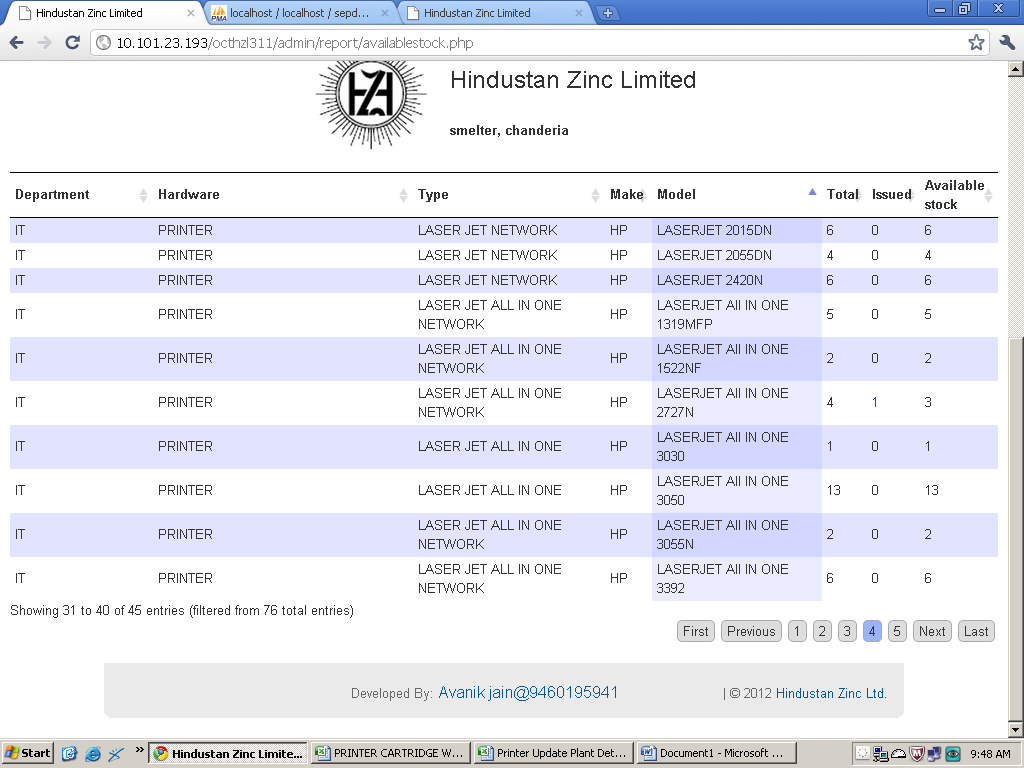 Hindustan Zinc Limited
localhost / localhost / sepd...
Hindustan Zinc Limited
10.101.23.193/octhzl311/admin/report/availablestock.php
Hindustan Zinc Limited
smelter, chanderia
Department Hardware Type Make Model Total Issued Available stock
IT PRINTER LASER JET NETWORK HP LASERJET 2015DN 6 0 6
IT PRINTER LASER JET NETWORK HP LASERJET 2055DN 4 0 4
IT PRINTER LASER JET NETWORK HP LASERJET 2420N 6 0 6
IT PRINTER LASER JET ALL IN ONE NETWORK HP LASERJET All IN ONE 1319MFP 5 0 5
IT PRINTER LASER JET ALL IN ONE NETWORK HP LASERJET All IN ONE 1522NF 2 0 2
IT PRINTER LASER JET ALL IN ONE NETWORK HP LASERJET All IN ONE 2727N 4 1 3
IT PRINTER LASER JET ALL IN ONE HP LASERJET All IN ONE 3030 1 0 1
IT PRINTER LASER JET ALL IN ONE HP LASERJET All IN ONE 3050 13 0 13
IT PRINTER LASER JET ALL IN ONE NETWORK HP LASERJET All IN ONE 3055N 2 0 2
IT PRINTER LASER JET ALL IN ONE NETWORK HP LASERJET All IN ONE 3392 6 0 6
Showing 31 to 40 of 45 entries (filtered from 76 total entries)
First Previous 1 2 3 4 5 Next Last
Developed By: Avanik jain@9460195941 | © 2012 Hindustan Zinc Ltd.
Start » Hindustan Zinc Limite... PRINTER CARTRIDGE W... Printer Update Plant Det... Document1 - Microsoft ... 9:48 AM